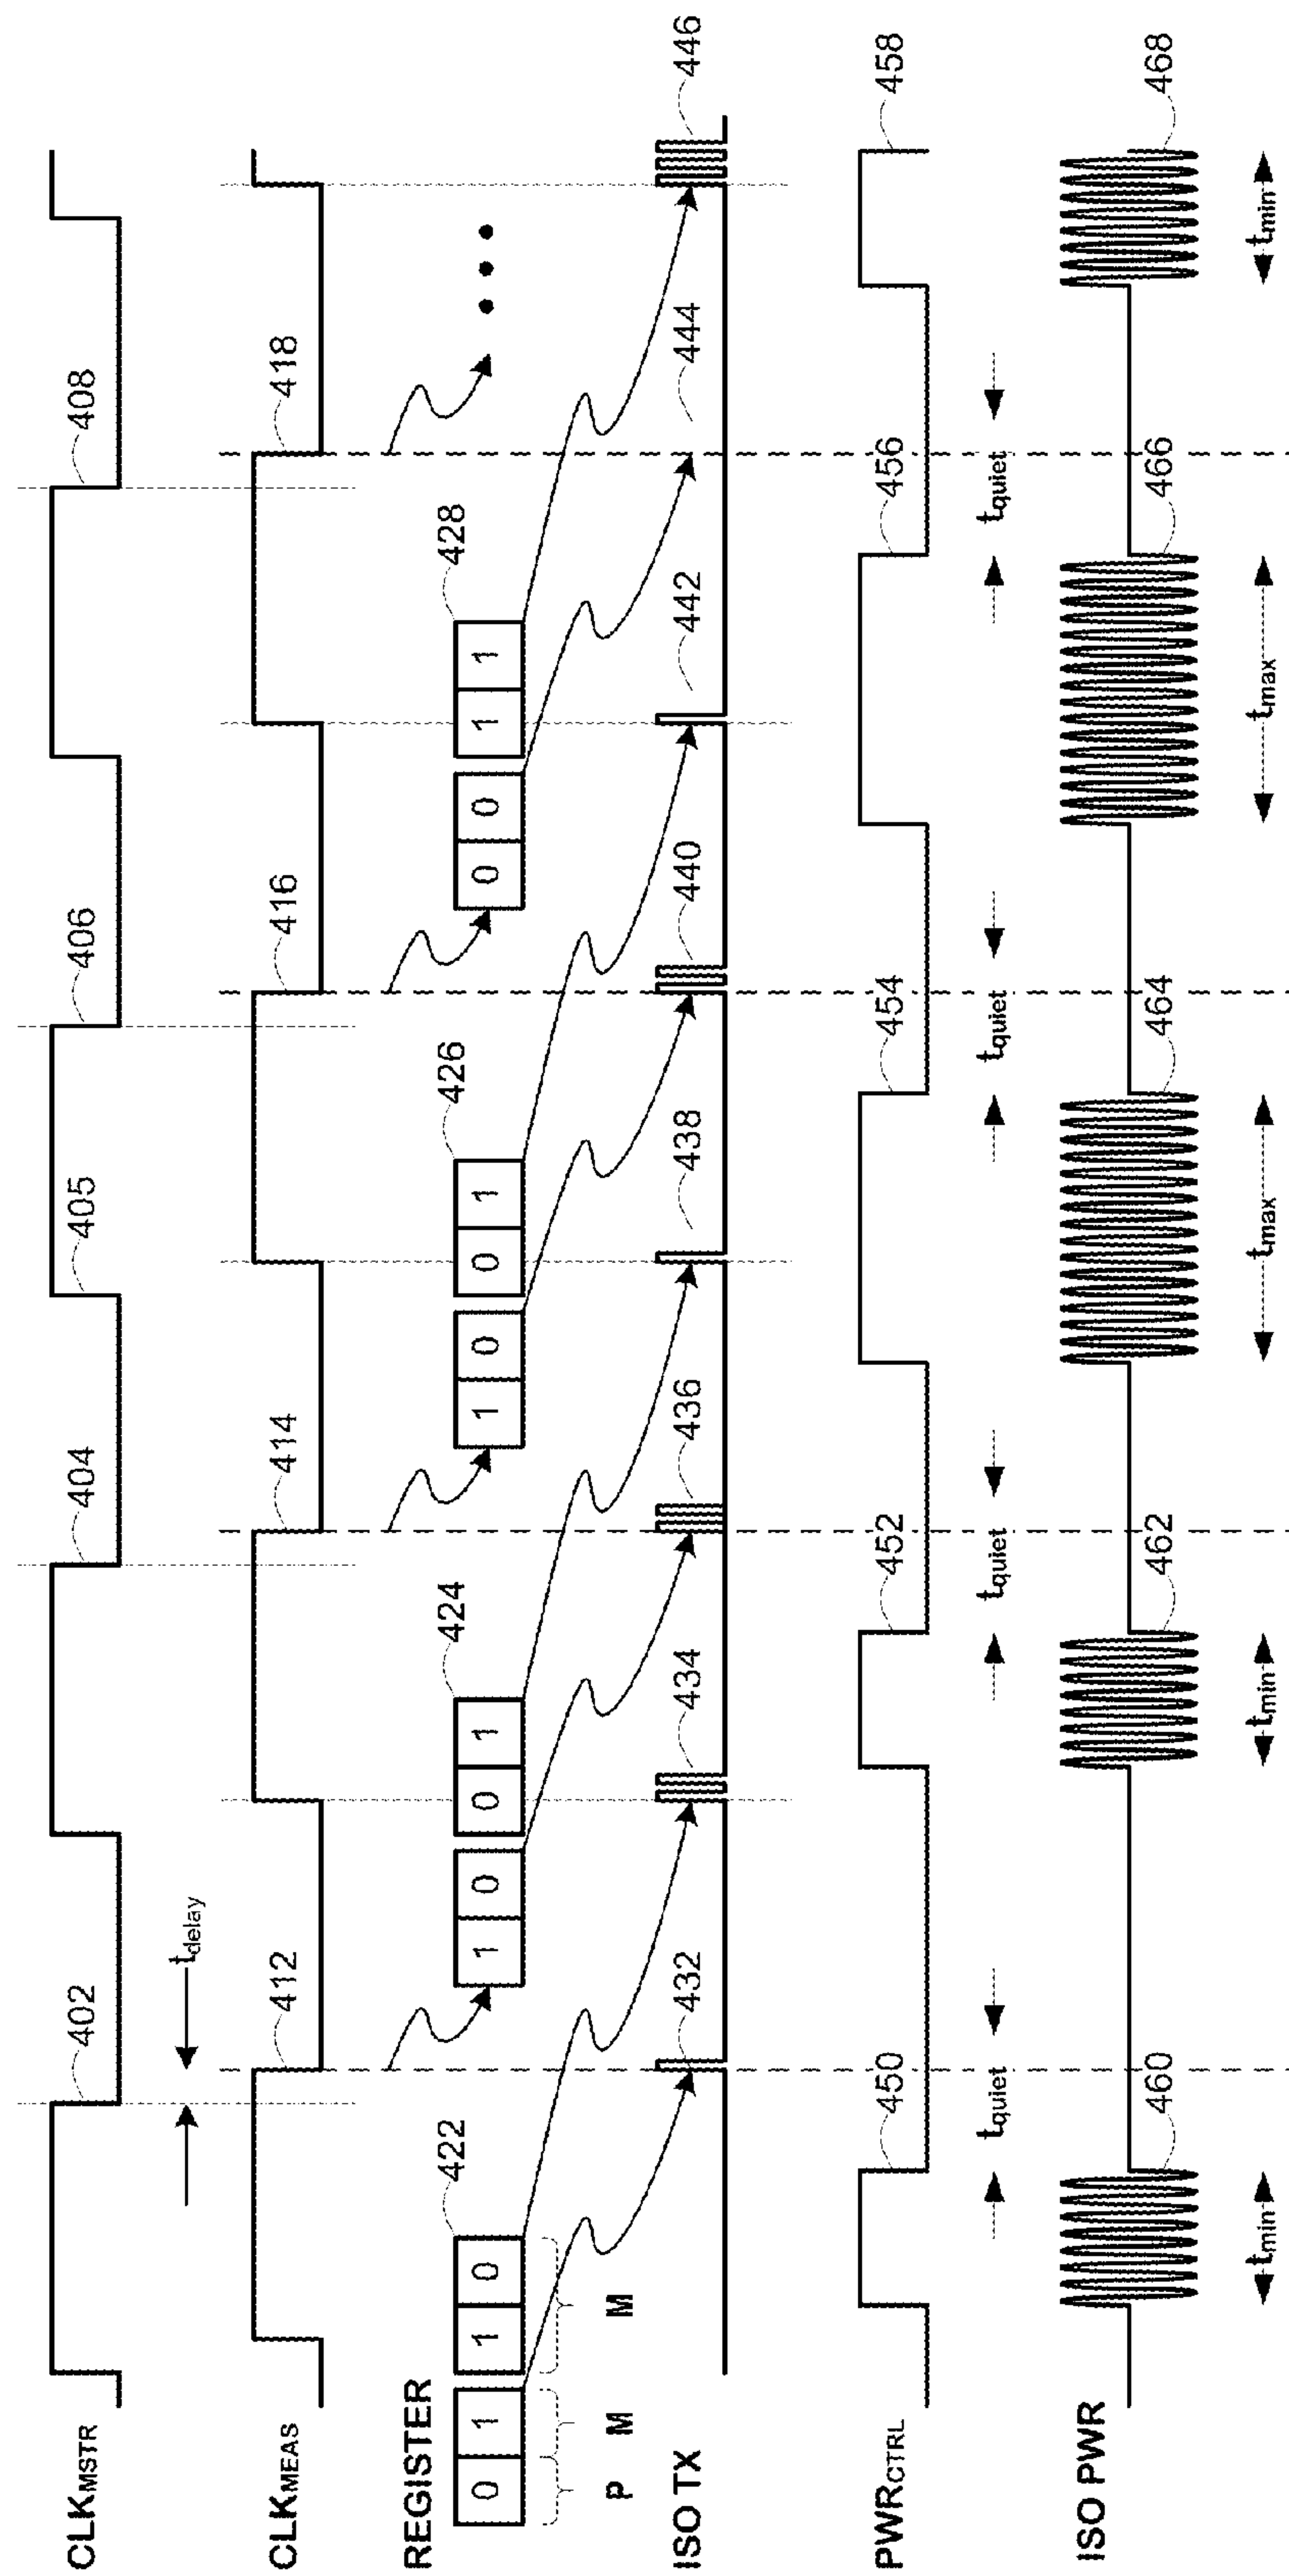 CLKMSTR
402
404
405
406
408
tdelay
CLKMEAS
412
414
416
418
REGISTER
0 1 1 0
422
1 0 0 1
424
1 0 0 1
426
0 0 1 1
428
P M M
ISO TX
432
434
436
438
440
442
444
446
PWRCTRL
450
452
454
456
458
tquiet
tquiet
tquiet
tquiet
ISO PWR
460
462
464
466
468
tmin
tmin
tmax
tmax
tmin